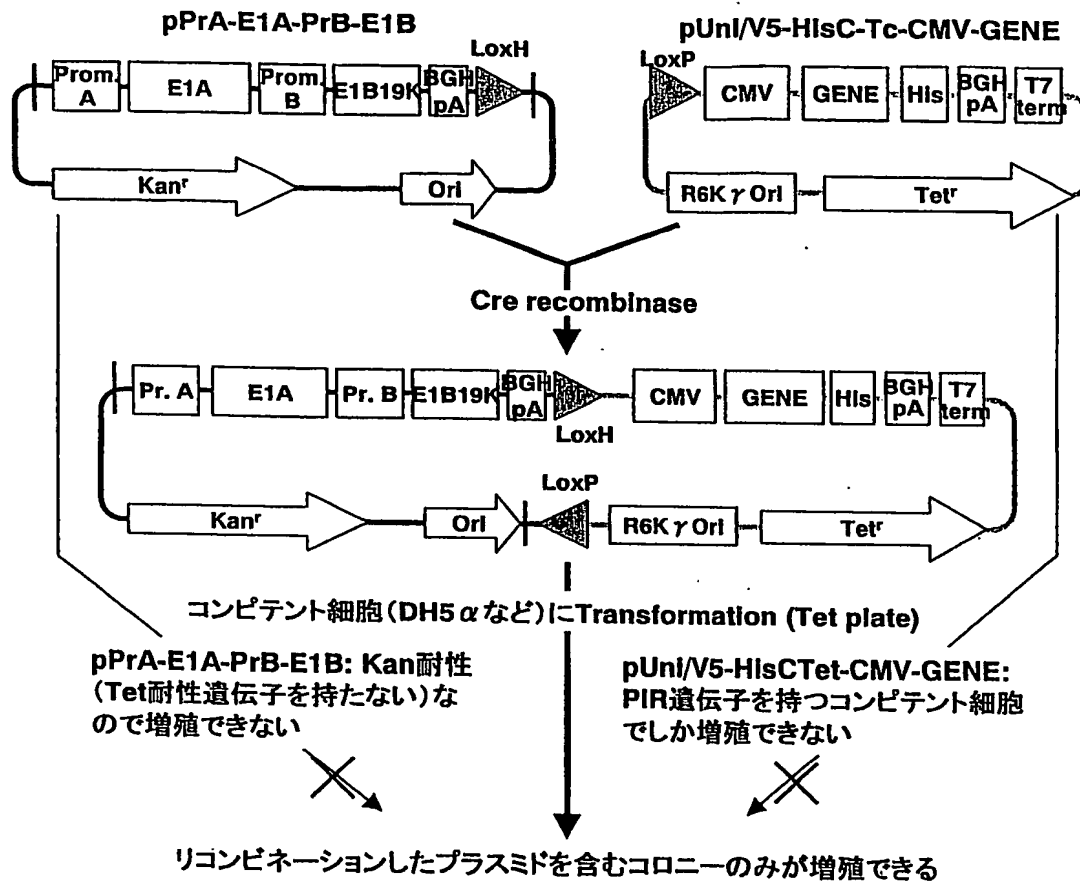 pPrA-E1A-PrB-E1B
pUni/V5-HisC-Tc-CMV-GENE
LoxH
LoxP
Prom.
A
E1A
Prom.
B
E1B19K
BGH
pA
CMV
GENE
His
BGH
pA
T7
term
Kanʳ
Ori
R6KγOri
Tetʳ
Cre recombinase
Pr. A
E1A
Pr. B
E1B19K
BGH
pA
CMV
GENE
His
BGH
pA
T7
term
LoxH
LoxP
Kanʳ
Ori
R6KγOri
Tetʳ
コンピテント細胞(DH5αなど)にTransformation (Tet plate)
pPrA-E1A-PrB-E1B: Kan耐性
(Tet耐性遺伝子を持たない)な
ので増殖できない
pUni/V5-HisCTet-CMV-GENE:
PIR遺伝子を持つコンピテント細胞
でしか増殖できない
リコンビネーションしたプラスミドを含むコロニーのみが増殖できる